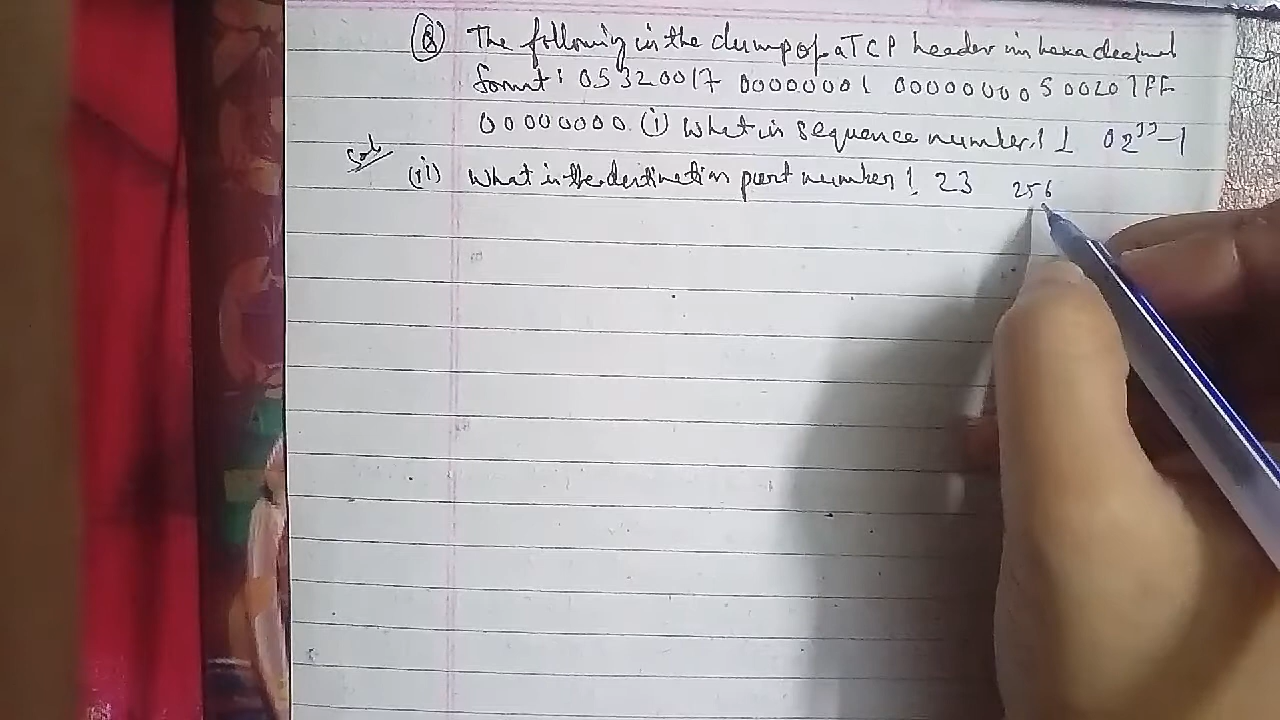 (Q) The following is the dump of a TCP header in hexadecimal
format: 05320017 00000001 00000000 500207FF
00000000. (i) What is sequence number? 1 0 2³²-1
Sol
(ii) What is the destination port number? 23 256